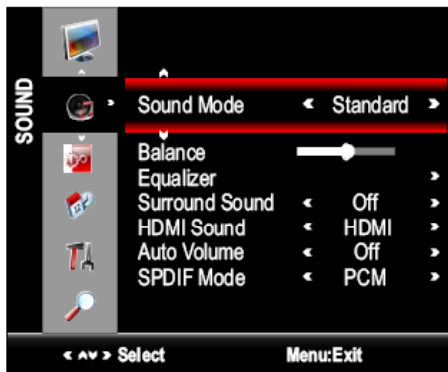 SOUND
Sound Mode Standard
Balance
Equalizer
Surround Sound Off
HDMI Sound HDMI
Auto Volume Off
SPDIF Mode PCM
Select Menu:Exit